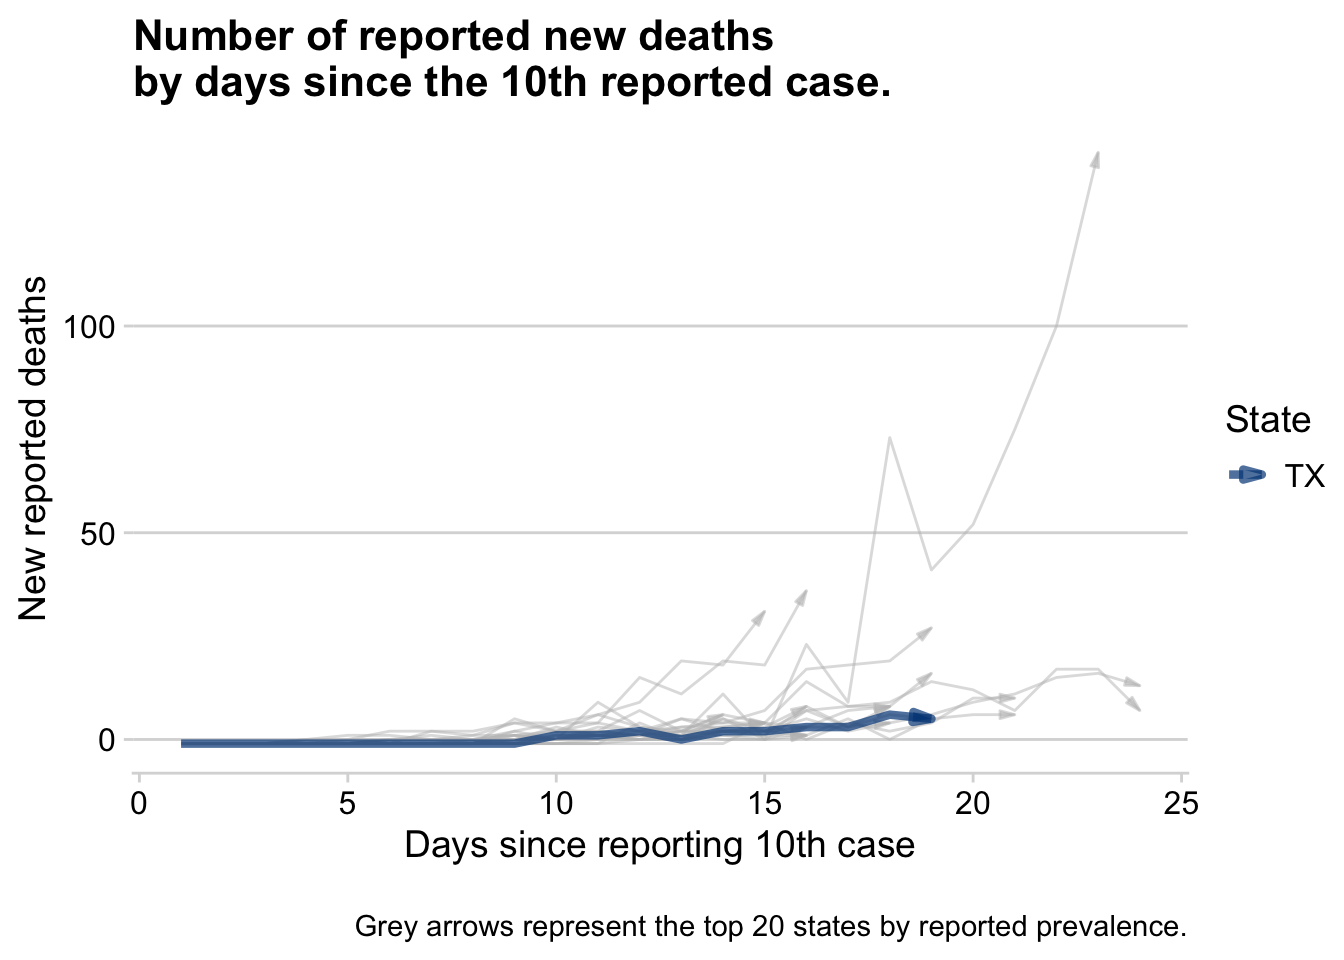 Number of reported new deaths
by days since the 10th reported case.
New reported deaths
100
50
0
0 5 10 15 20 25
Days since reporting 10th case
State
TX
Grey arrows represent the top 20 states by reported prevalence.